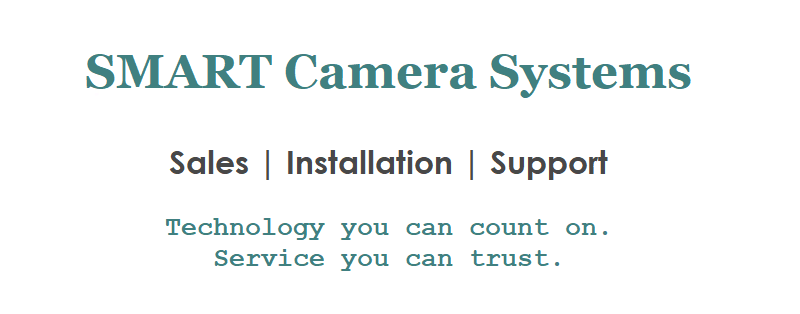 SMART Camera Systems
Sales | Installation | Support
Technology you can count on.
Service you can trust.